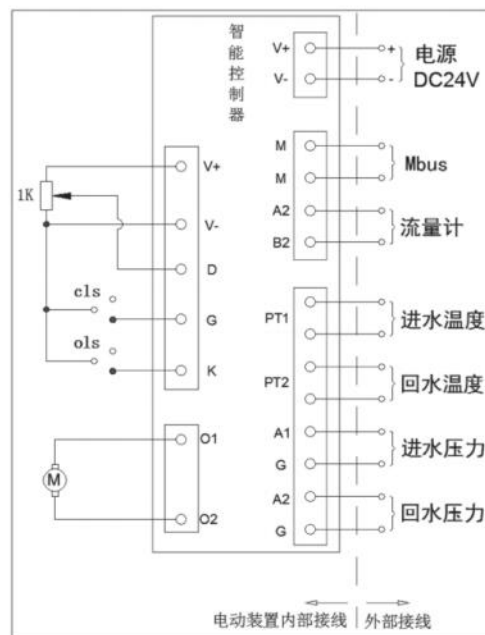 智能控制器
V+
V-
+
-
电源
DC24V
M
M
Mbus
A2
B2
流量计
V+
1K
V-
D
cls
G
ols
K
PT1
进水温度
PT2
回水温度
O1
A1
G
进水压力
M
O2
A2
G
回水压力
电动装置内部接线
外部接线